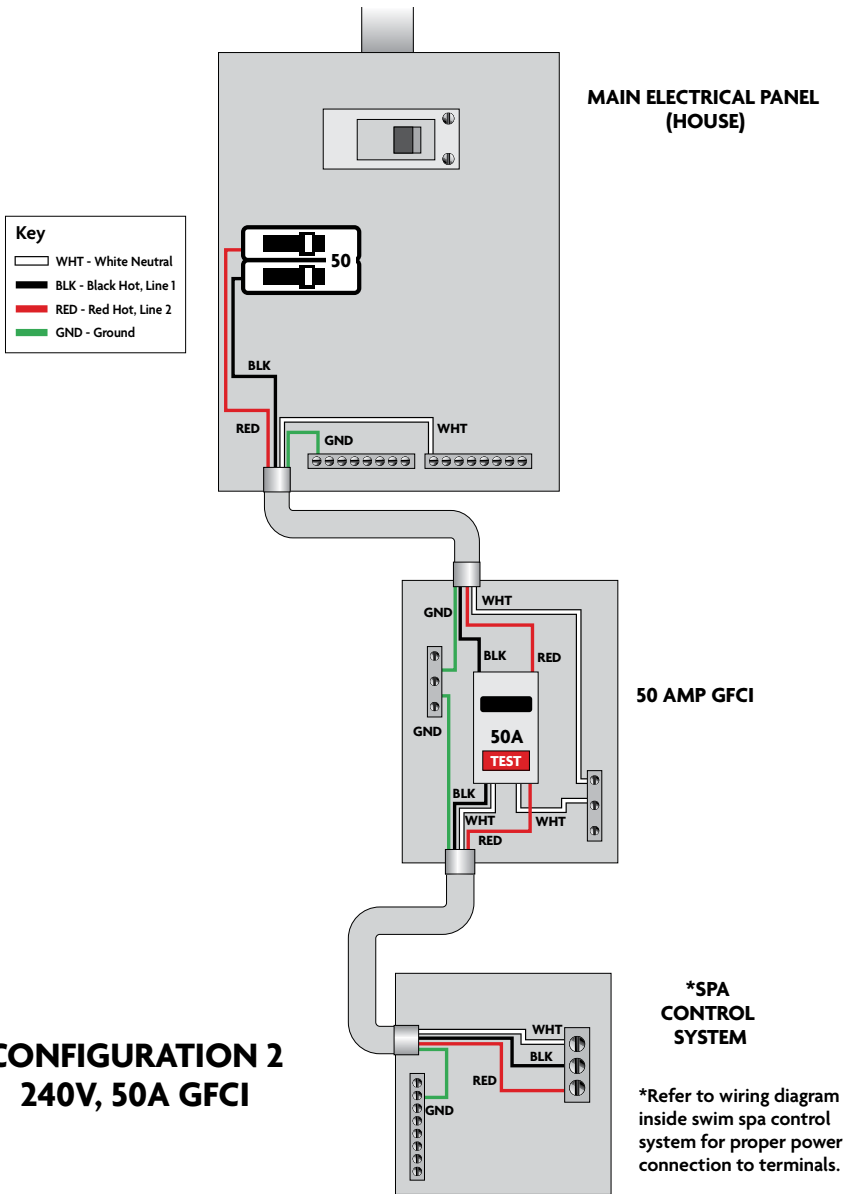 MAIN ELECTRICAL PANEL
(HOUSE)
Key
WHT - White Neutral
BLK - Black Hot, Line 1
RED - Red Hot, Line 2
GND - Ground
50
BLK
RED
GND
WHT
GND
WHT
BLK
RED
50 AMP GFCI
GND
50A
TEST
BLK
WHT
WHT
RED
*SPA
CONTROL
SYSTEM
WHT
BLK
RED
GND
CONFIGURATION 2
240V, 50A GFCI
*Refer to wiring diagram
inside swim spa control
system for proper power
connection to terminals.